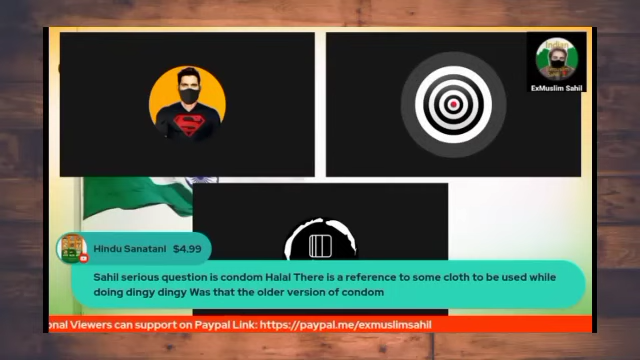 Indian
ExMuslim Sahil
Hindu Sanatani $4.99
Sahil serious question is condom Halal There is a reference to some cloth to be used while
doing dingy dingy Was that the older version of condom
onal Viewers can support on Paypal Link: https://paypal.me/exmuslimsahil